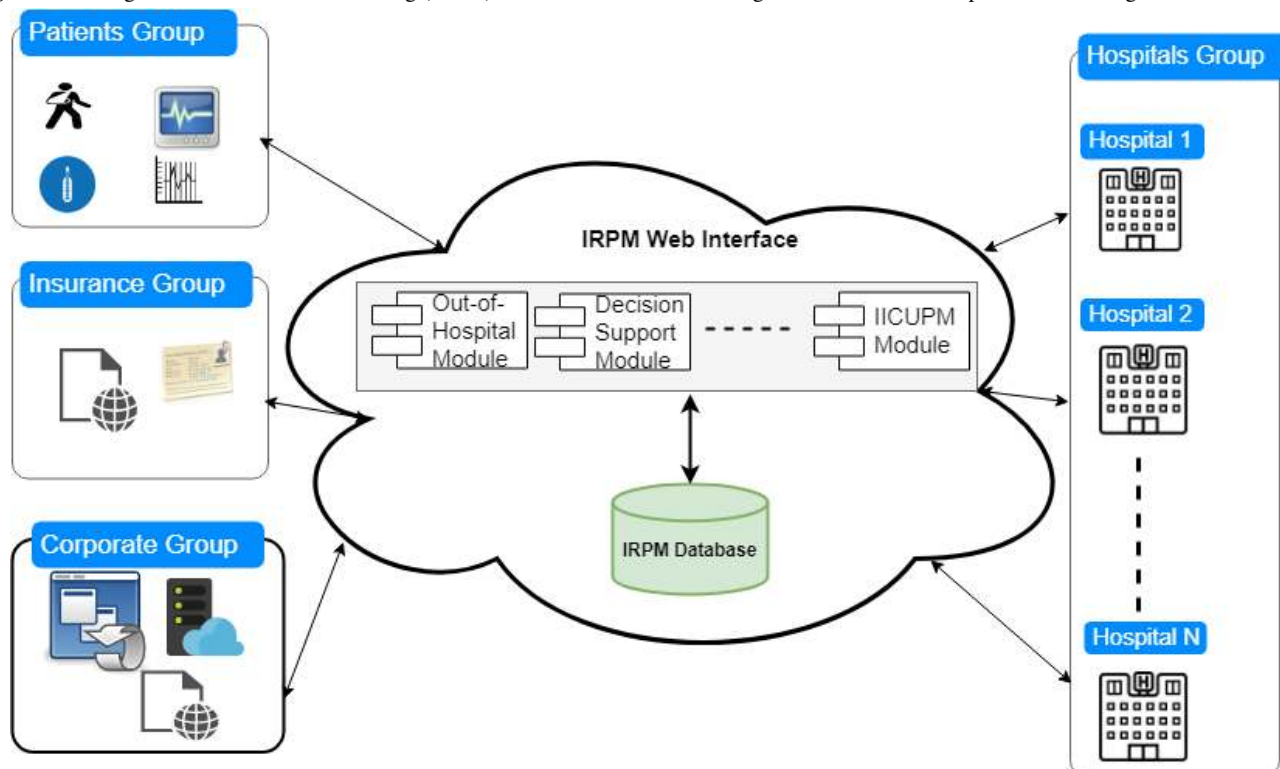 Patients Group
Hospitals Group
Hospital 1
IRPM Web Interface
Insurance Group
Out-of-
Hospital
Module
Decision
Support
Module
IICUPM
Module
Hospital 2
IRPM Database
Corporate Group
Hospital N